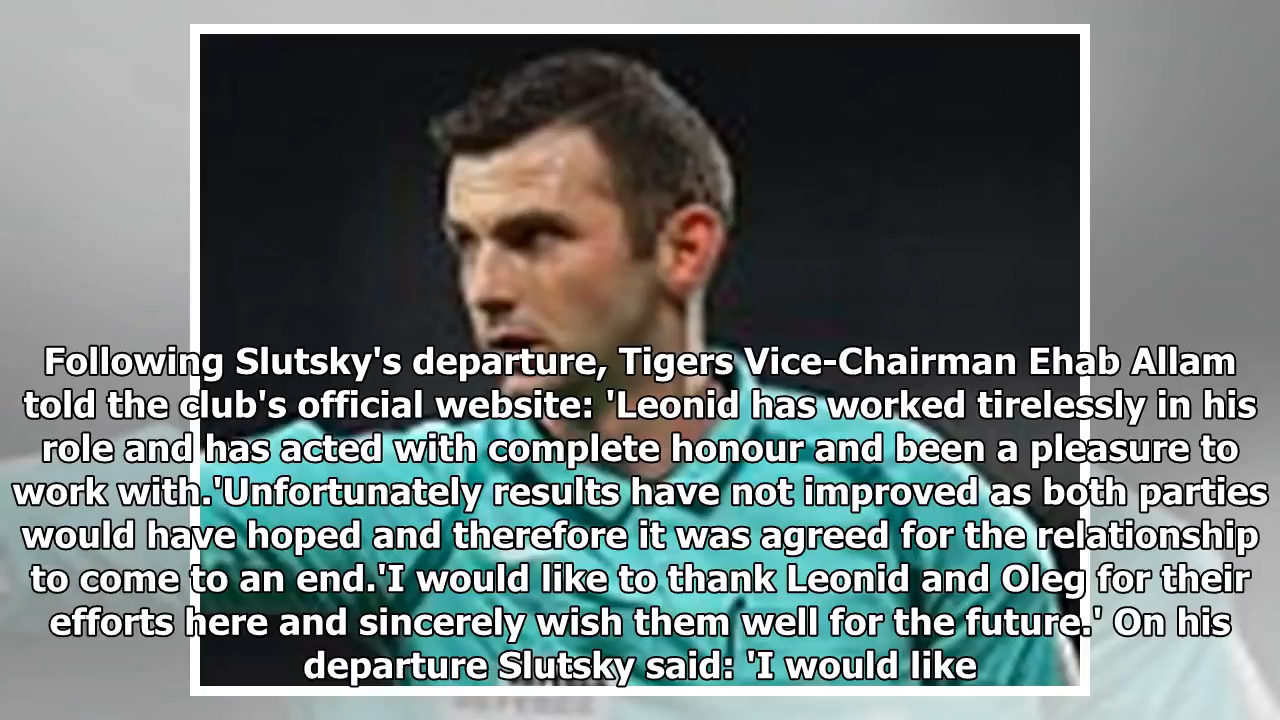 Following Slutsky's departure, Tigers Vice-Chairman Ehab Allam
told the club's official website: 'Leonid has worked tirelessly in his
role and has acted with complete honour and been a pleasure to
work with.'Unfortunately results have not improved as both parties
would have hoped and therefore it was agreed for the relationship
to come to an end.'I would like to thank Leonid and Oleg for their
efforts here and sincerely wish them well for the future.' On his
departure Slutsky said: 'I would like